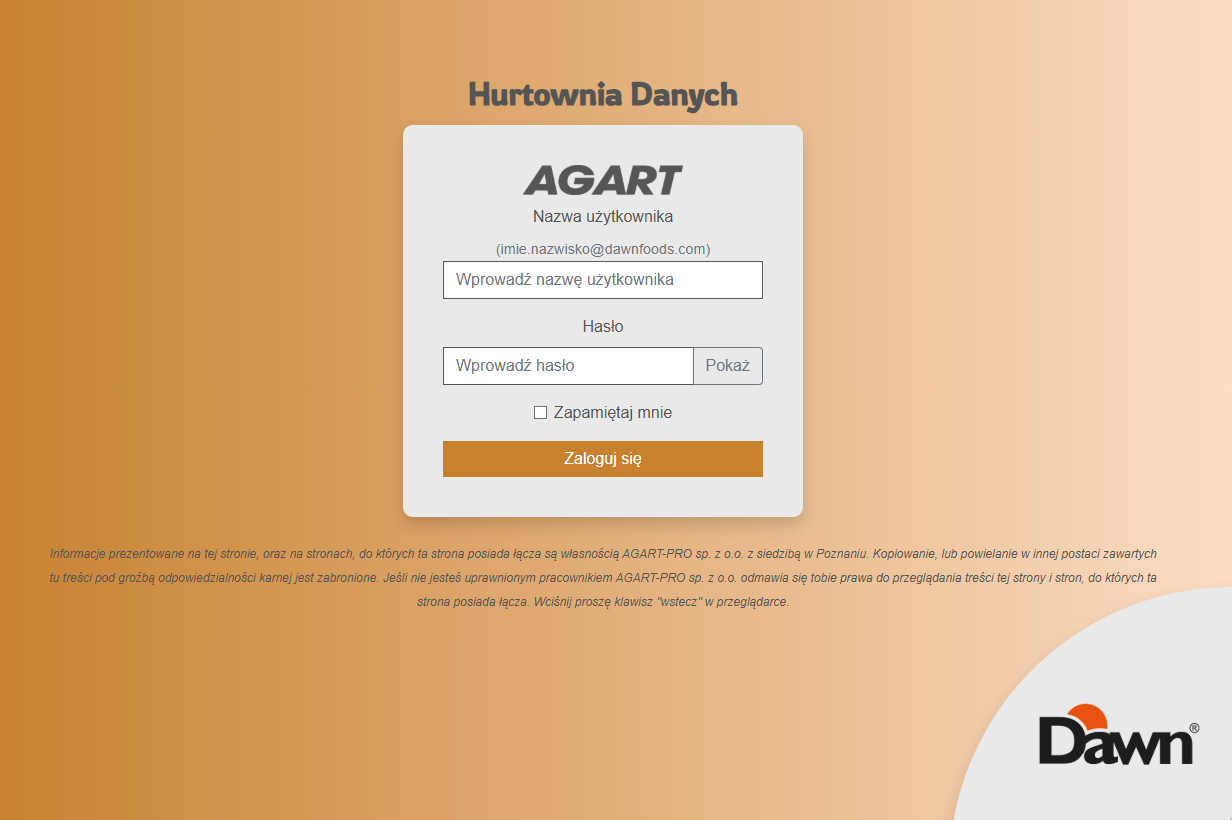 Hurtownia Danych
AGART
Nazwa użytkownika
(imie.nazwisko@dawnfoods.com)
Wprowadź nazwę użytkownika
Hasło
Wprowadź hasło Pokaż
Zapamiętaj mnie
Zaloguj się
Informacje prezentowane na tej stronie, oraz na stronach, do których ta strona posiada łącza są własnością AGART-PRO sp. z o.o. z siedzibą w Poznaniu. Kopiowanie, lub powielanie w innej postaci zawartych
tu treści pod groźbą odpowiedzialności karnej jest zabronione. Jeśli nie jesteś uprawnionym pracownikiem AGART-PRO sp. z o.o. odmawia się tobie prawa do przeglądania treści tej strony i stron, do których ta
strona posiada łącza. Wciśnij proszę klawisz "wstecz" w przeglądarce.
Dawn®